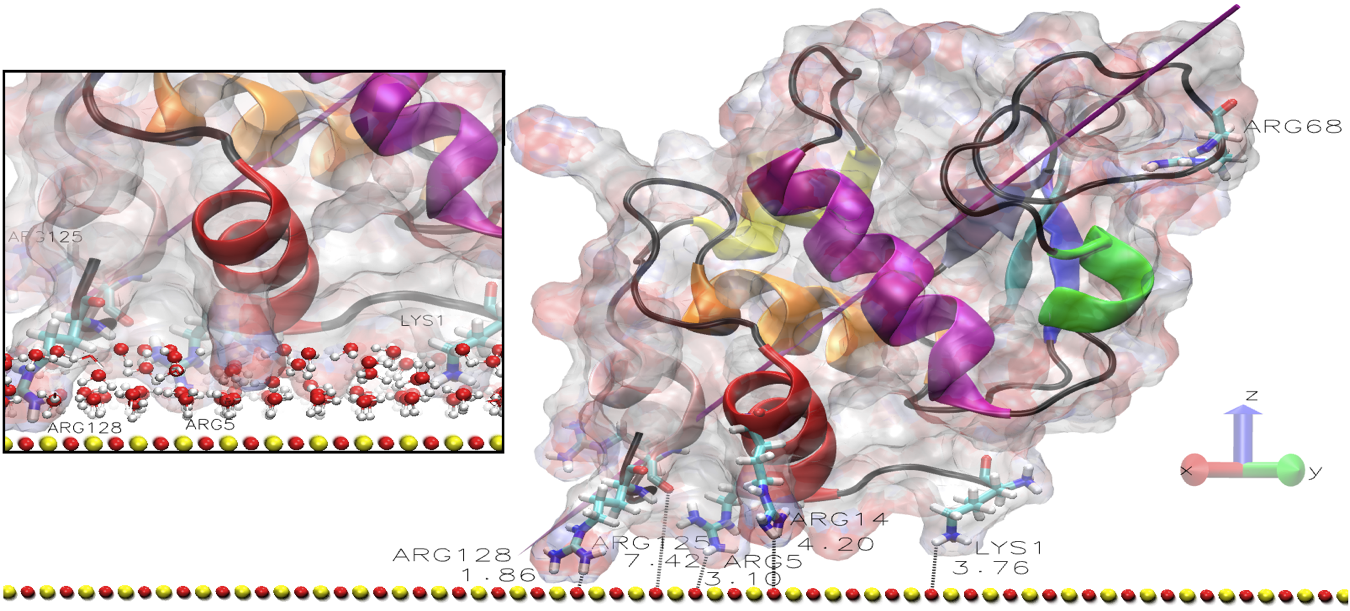 ARG125
LYS1
ARG128
ARG5
ARG68
ARG14
4.20
ARG128
1.86
ARG125
7.42
ARG5
3.10
LYS1
3.76
z
x
y